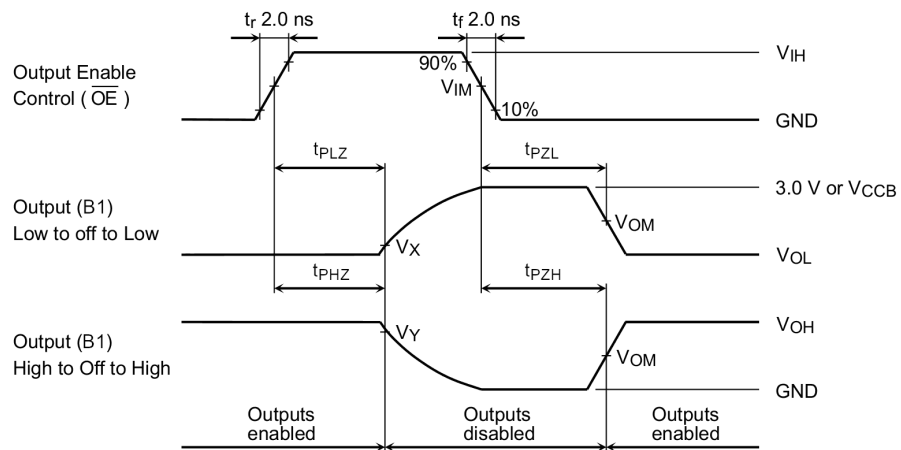 tr 2.0 ns
tf 2.0 ns
Output Enable
Control ( OE )
90%
VIM
10%
VIH
GND
tPLZ
tPZL
3.0 V or VCCB
Output (B1)
Low to off to Low
VX
VOM
VOL
tPHZ
tPZH
Output (B1)
High to Off to High
VY
VOM
VOH
GND
Outputs
enabled
Outputs
disabled
Outputs
enabled